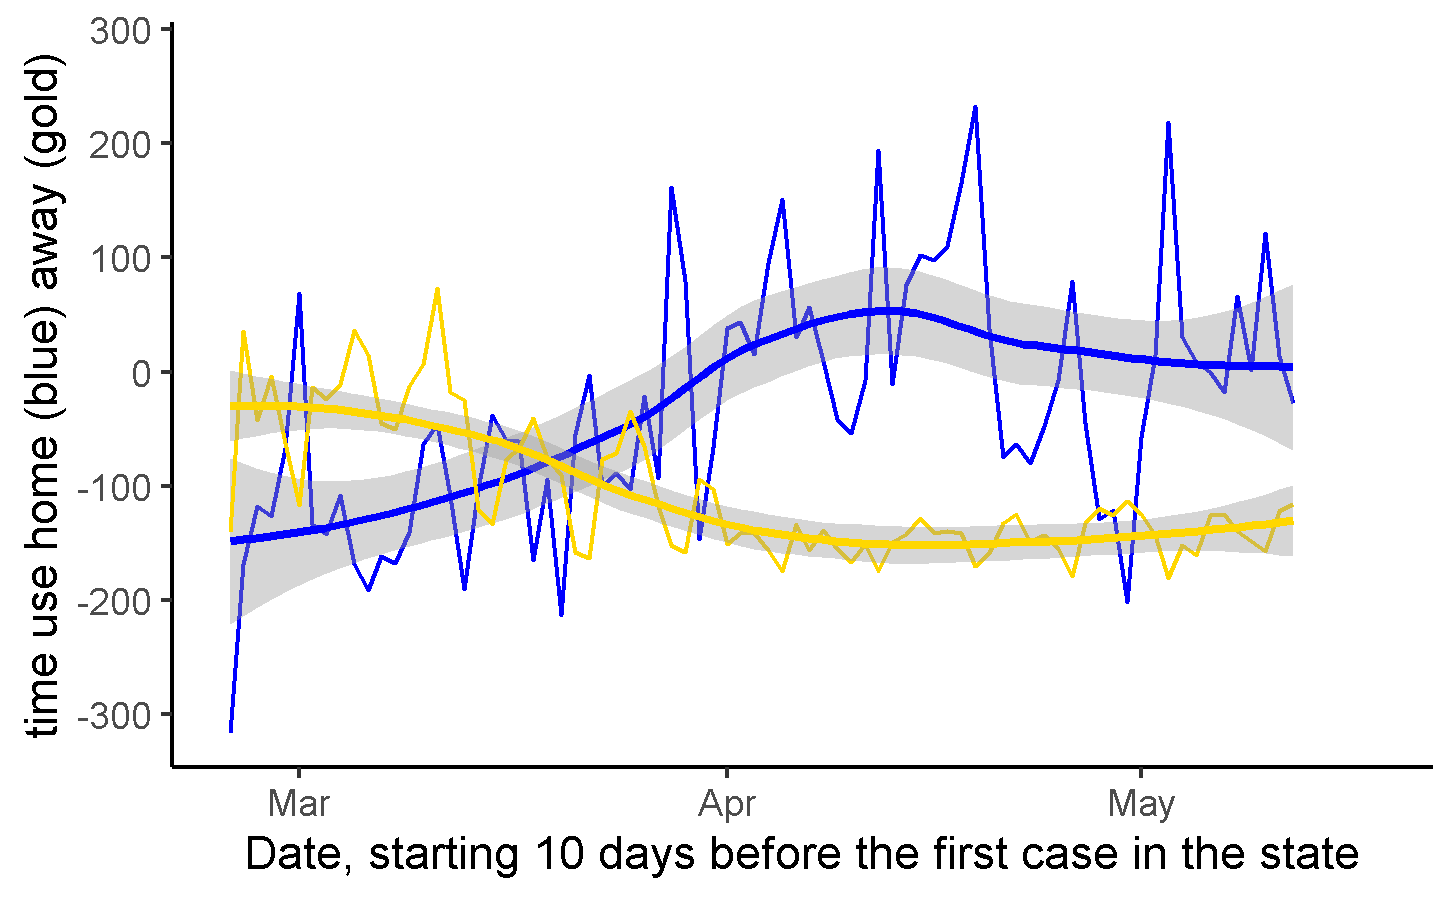 time use home (blue) away (gold)
300
200
100
0
-100
-200
-300
Mar Apr May
Date, starting 10 days before the first case in the state